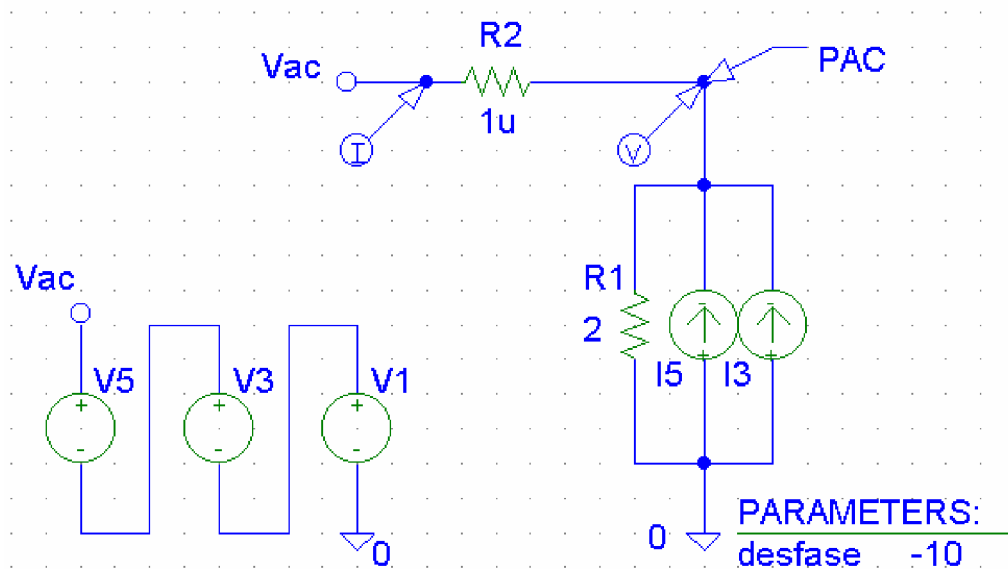 R2
Vac
PAC
1u
I
V
Vac
R1
2
V5
V3
V1
I5
I3
0
0
PARAMETERS:
desfase -10